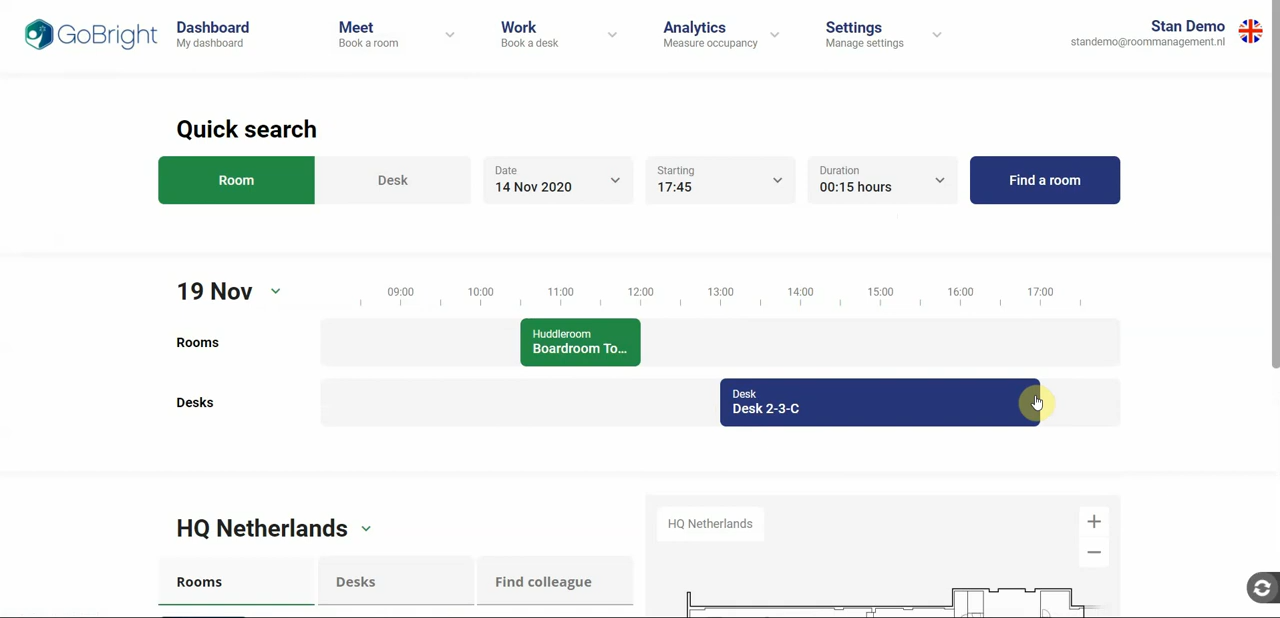 GoBright
Dashboard
My dashboard
Meet
Book a room
Work
Book a desk
Analytics
Measure occupancy
Settings
Manage settings
Stan Demo
standemo@roommanagement.nl
Quick search
Room
Desk
Date
14 Nov 2020
Starting
17:45
Duration
00:15 hours
Find a room
19 Nov
09:00 10:00 11:00 12:00 13:00 14:00 15:00 16:00 17:00
Rooms
Huddleroom
Boardroom To...
Desks
Desk
Desk 2-3-C
HQ Netherlands
HQ Netherlands
Rooms
Desks
Find colleague